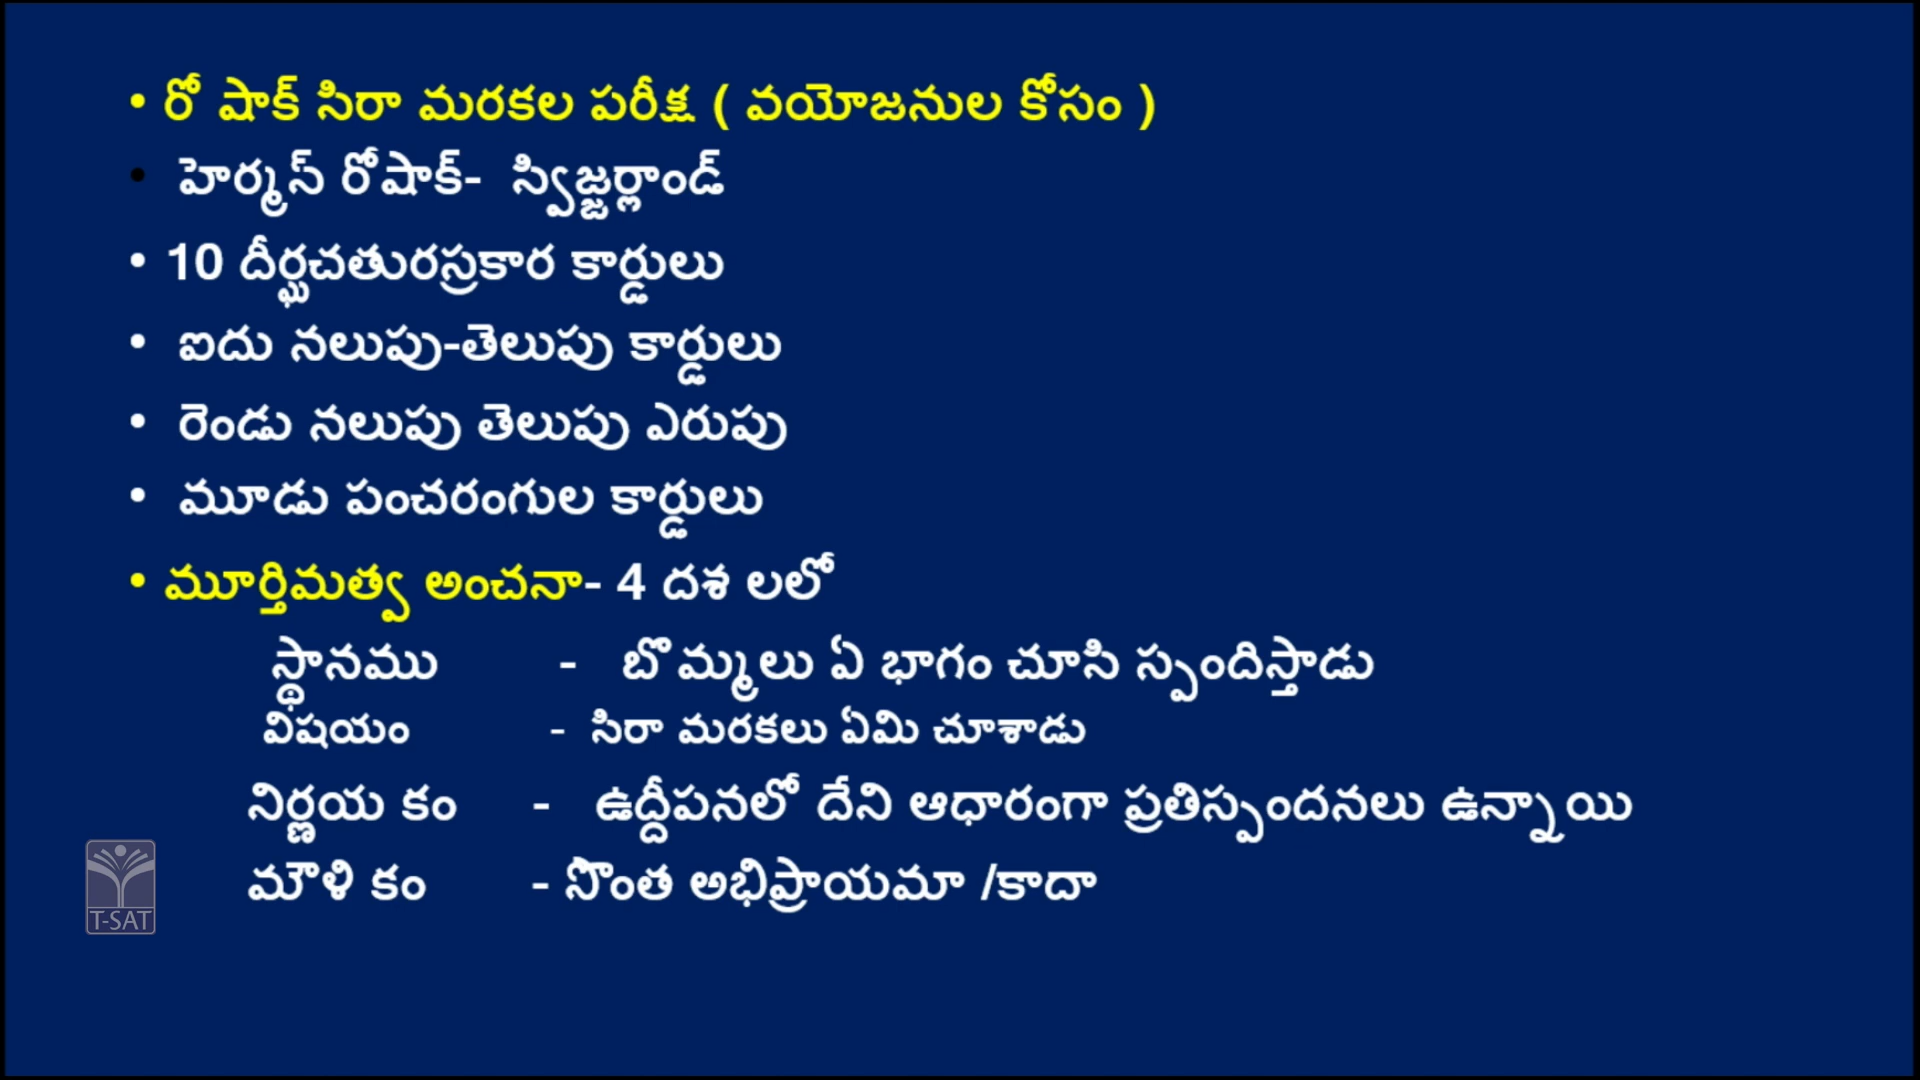 • రో షాక్ సిరా మరకల పరీక్ష ( వయోజనుల కోసం )
• హెర్మస్ రోషాక్- స్విజ్జర్లాండ్
• 10 దీర్ఘచతురస్రకార కార్డులు
• ఐదు నలుపు-తెలుపు కార్డులు
• రెండు నలుపు తెలుపు ఎరుపు
• మూడు పంచరంగుల కార్డులు
• మూర్తిమత్వ అంచనా- 4 దశ లలో
స్థానము - బొమ్మలు ఏ భాగం చూసి స్పందిస్తాడు
విషయం - సిరా మరకలు ఏమి చూశాడు
నిర్ణయ కం - ఉద్దీపనలో దేని ఆధారంగా ప్రతిస్పందనలు ఉన్నాయి
మౌళి కం - సొంత అభిప్రాయమా /కాదా
T-SAT